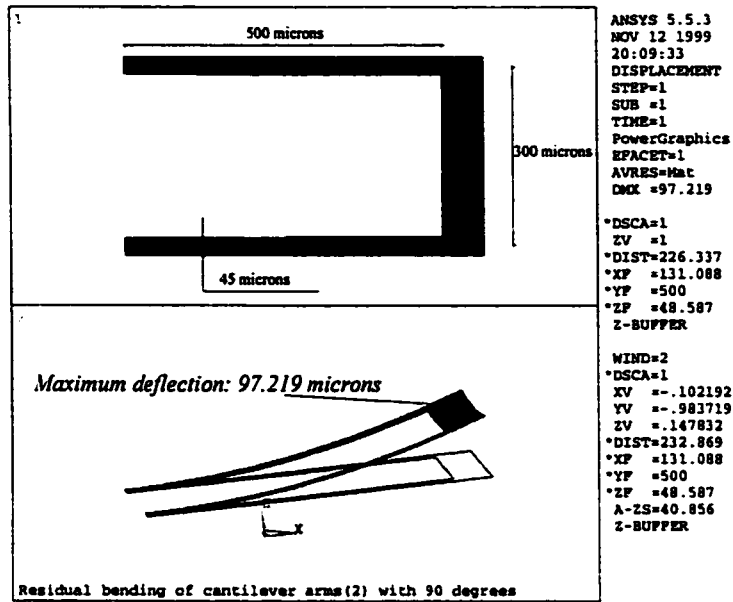 1
500 microns
300 microns
45 microns
Maximum deflection: 97.219 microns
X
Residual bending of cantilever arms(2) with 90 degrees
ANSYS 5.5.3
NOV 12 1999
20:09:33
DISPLACEMENT
STEP=1
SUB =1
TIME=1
PowerGraphics
EFACET=1
AVRES=Mat
DMX =97.219
*DSCA=1
ZV =1
*DIST=226.337
*XF =131.088
*YF =500
*ZF =48.587
Z-BUFFER
WIND=2
*DSCA=1
XV =-.102192
YV =-.983719
ZV =.147832
*DIST=232.869
*XF =131.088
*YF =500
*ZF =48.587
A-ZS=40.856
Z-BUFFER